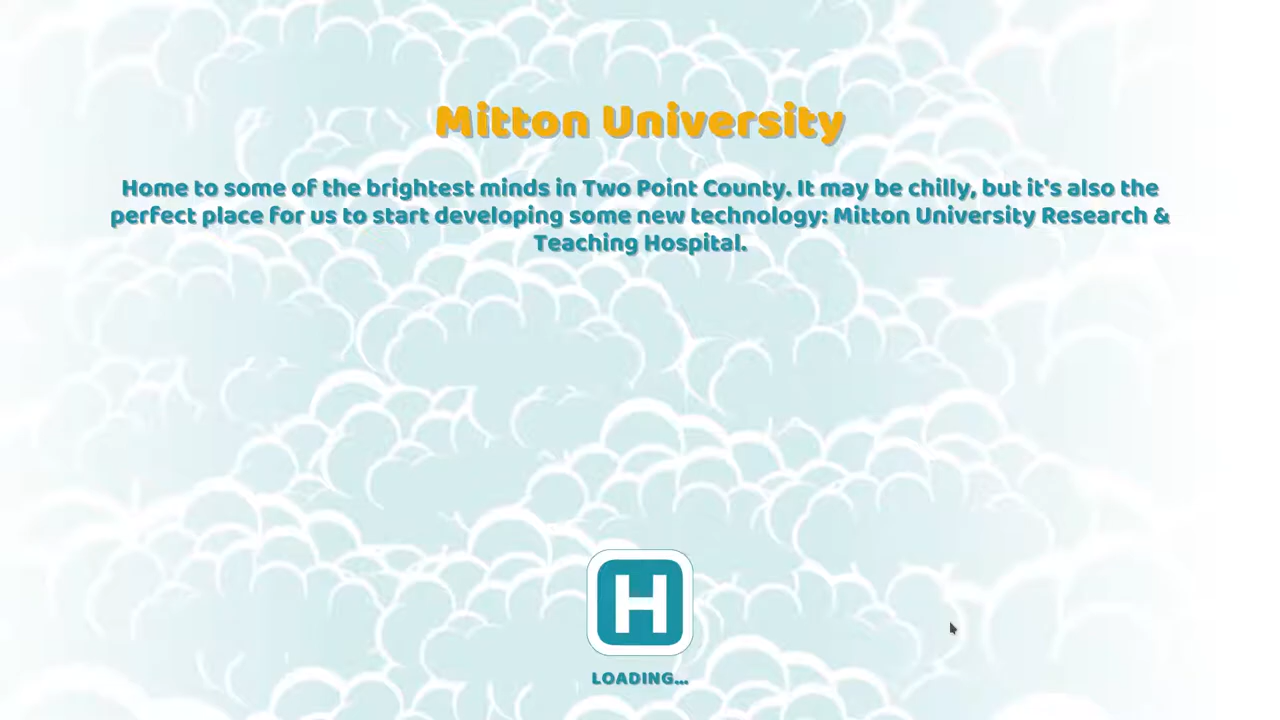 Mitton University
Home to some of the brightest minds in Two Point County. It may be chilly, but it's also the
perfect place for us to start developing some new technology: Mitton University Research &
Teaching Hospital.
H
LOADING...